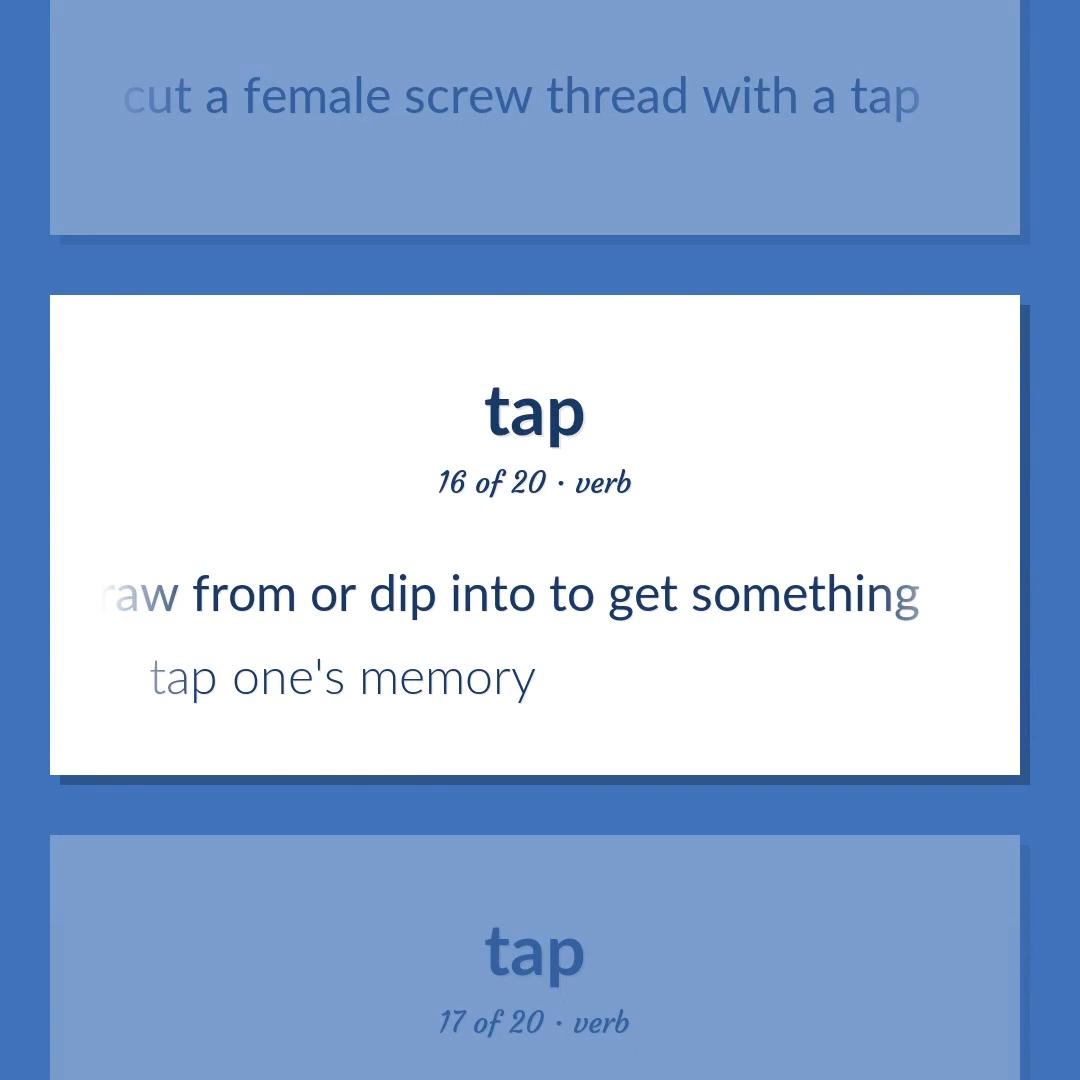 cut a female screw thread with a tap
tap
16 of 20 · verb
raw from or dip into to get something
tap one's memory
tap
17 of 20 · verb